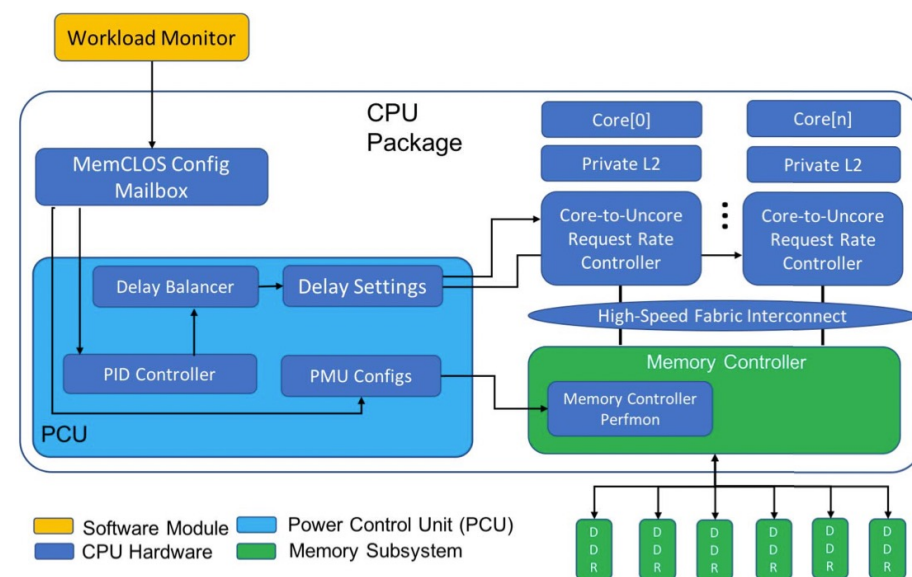 Workload Monitor
CPU
Package
MemCLOS Config
Mailbox
Core[0]
Core[n]
Private L2
Private L2
Core-to-Uncore
Request Rate
Controller
Core-to-Uncore
Request Rate
Controller
Delay Balancer
Delay Settings
High-Speed Fabric Interconnect
PID Controller
PMU Configs
PCU
Memory Controller
Memory Controller
Perfmon
Software Module
Power Control Unit (PCU)
CPU Hardware
Memory Subsystem
D
D
R
D
D
R
D
D
R
D
D
R
D
D
R
D
D
R